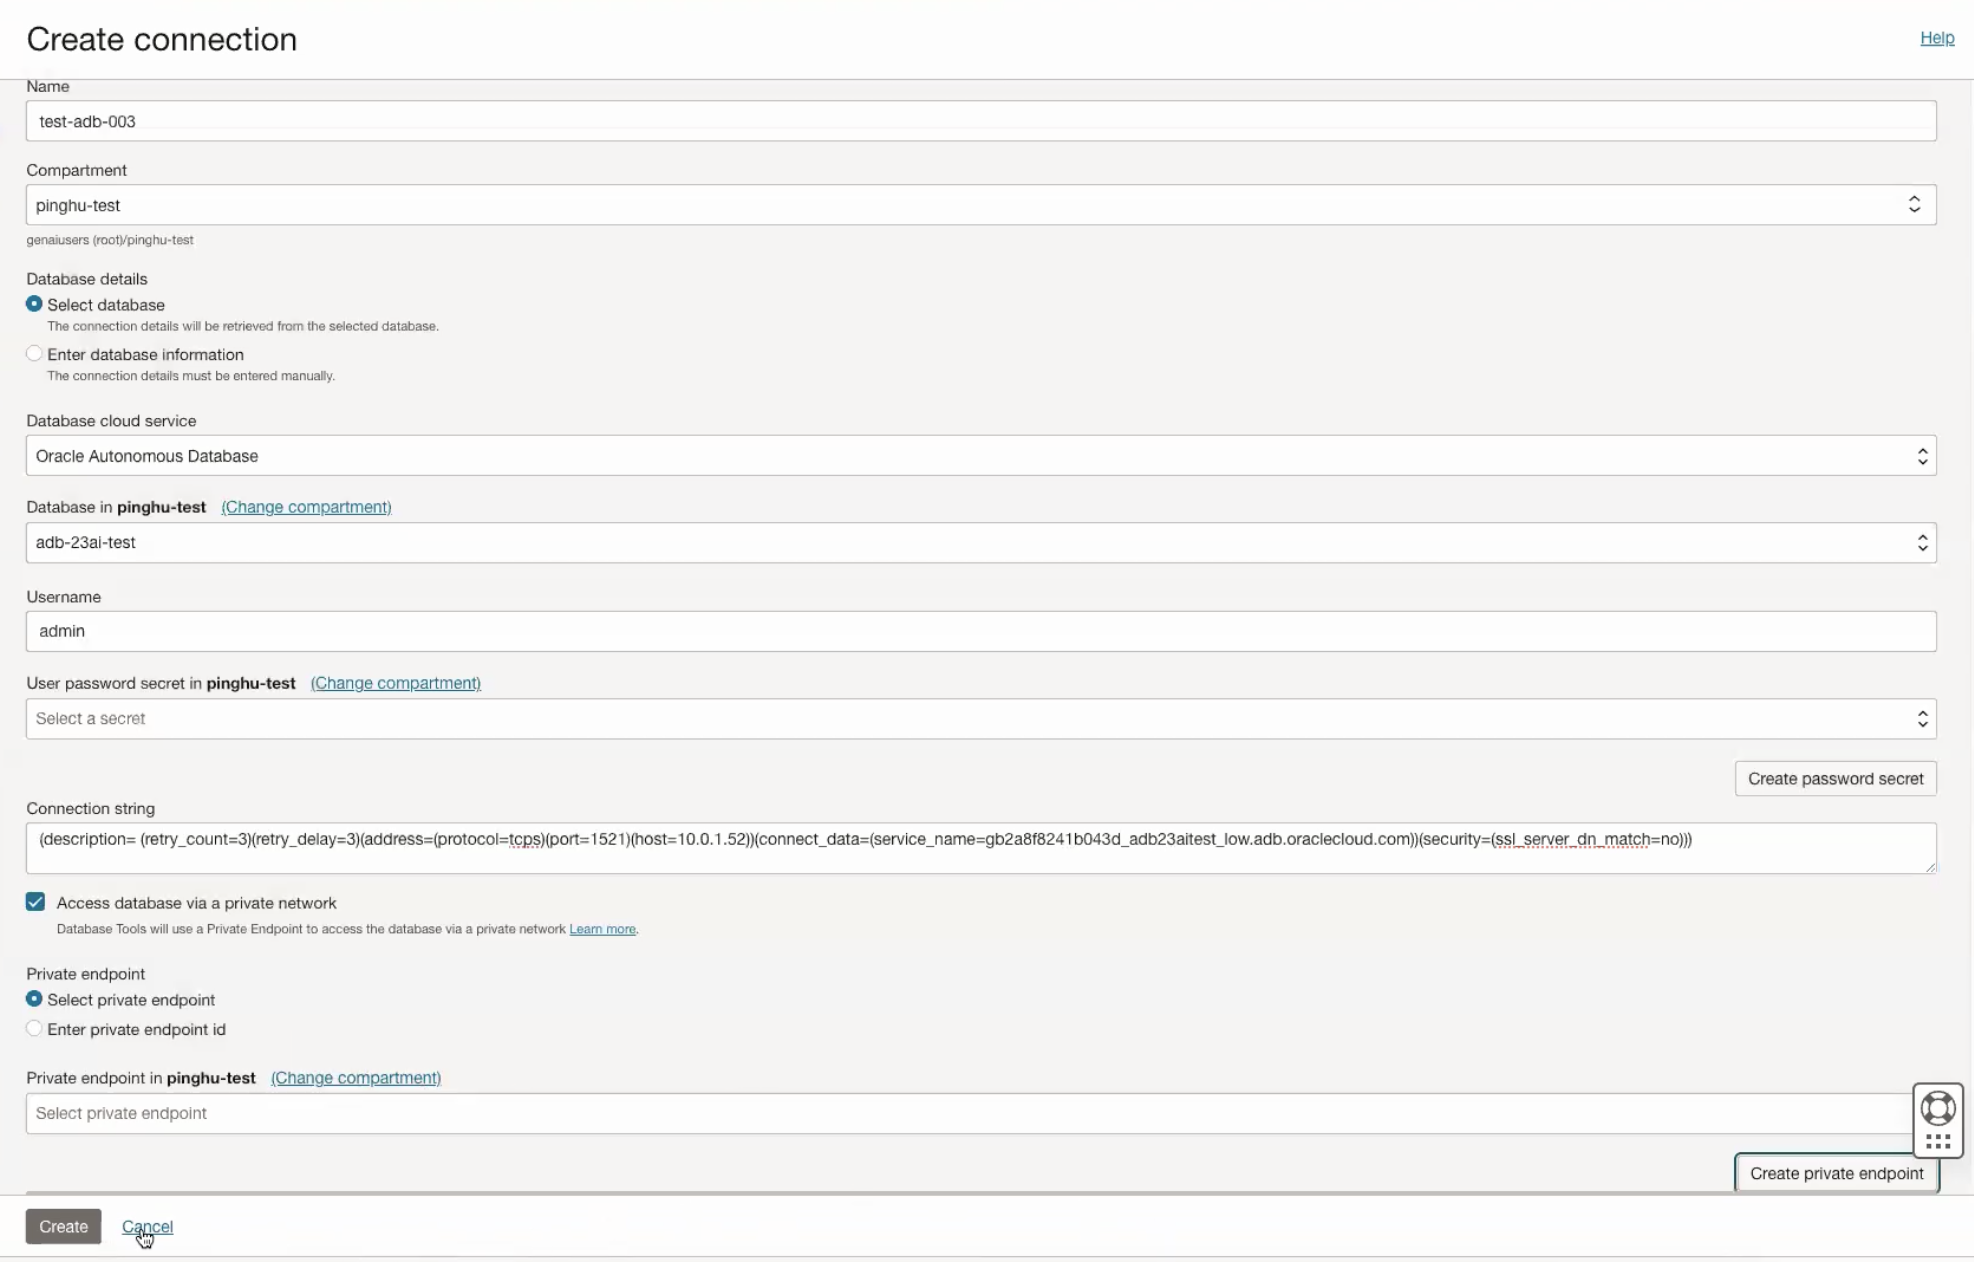 Create connection
Help
Name
test-adb-003
Compartment
pinghu-test
genaiusers (root)/pinghu-test
Database details
Select database
The connection details will be retrieved from the selected database.
Enter database information
The connection details must be entered manually.
Database cloud service
Oracle Autonomous Database
Database in pinghu-test (Change compartment)
adb-23ai-test
Username
admin
User password secret in pinghu-test (Change compartment)
Select a secret
Create password secret
Connection string
(description= (retry_count=3)(retry_delay=3)(address=(protocol=tcps)(port=1521)(host=10.0.1.52))(connect_data=(service_name=gb2a8f8241b043d_adb23aitest_low.adb.oraclecloud.com))(security=(ssl_server_dn_match=no)))
Access database via a private network
Database Tools will use a Private Endpoint to access the database via a private network Learn more.
Private endpoint
Select private endpoint
Enter private endpoint id
Private endpoint in pinghu-test (Change compartment)
Select private endpoint
Create private endpoint
Create Cancel